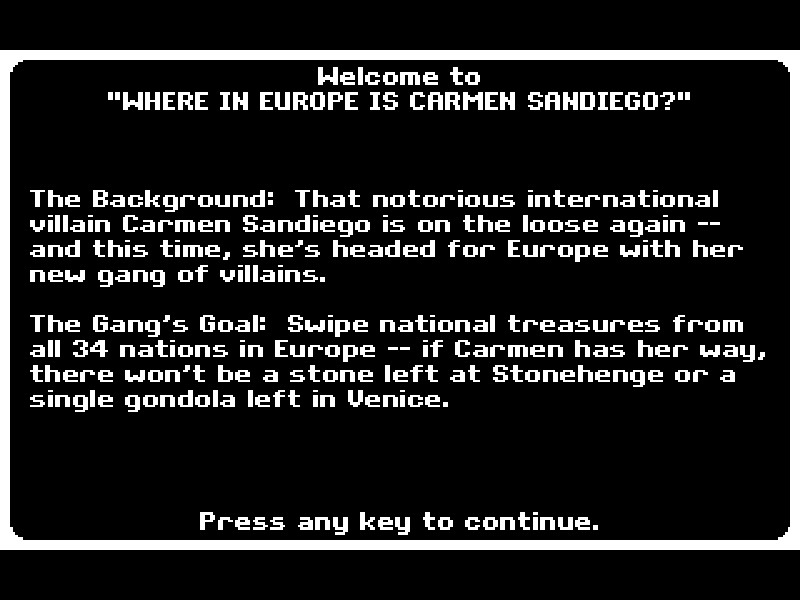 Welcome to
"WHERE IN EUROPE IS CARMEN SANDIEGO?"
The Background:  That notorious international
villain Carmen Sandiego is on the loose again --
and this time, she's headed for Europe with her
new gang of villains.
The Gang's Goal:  Swipe national treasures from
all 34 nations in Europe -- if Carmen has her way,
there won't be a stone left at Stonehenge or a
single gondola left in Venice.
Press any key to continue.